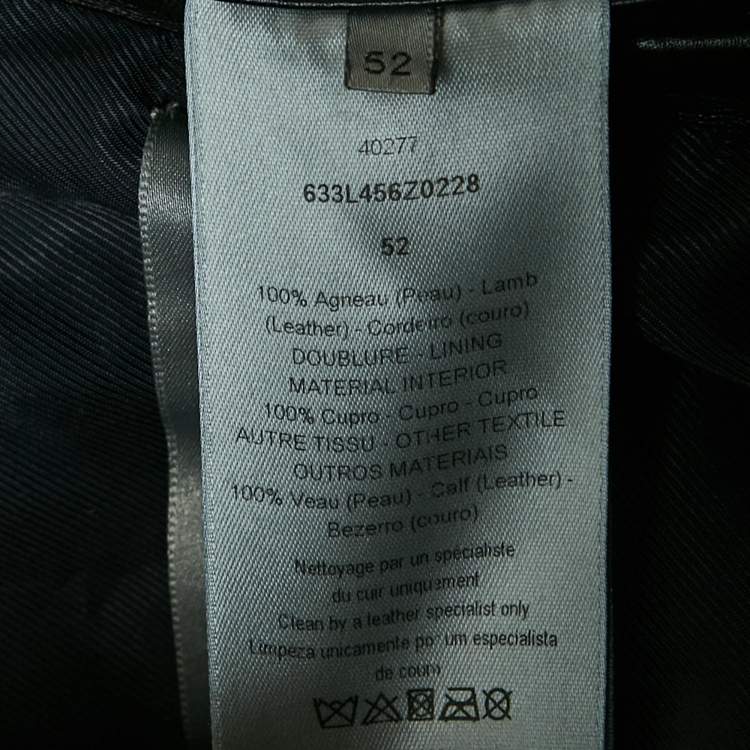 52
40277
633L456Z0228
52
100% Agneau (Peau) - Lamb
(Leather) - Cordeiro (couro)
DOUBLURE - LINING
MATERIAL INTERIOR
100% Cupro - Cupro - Cupro
AUTRE TISSU - OTHER TEXTILE
OUTROS MATERIAIS
100% Veau (Peau) - Calf (Leather) -
Bezerro (couro)
Nettoyage par un spécialiste
du cuir uniquement
Clean by a leather specialist only
Limpeza unicamente por um especialista
de couro